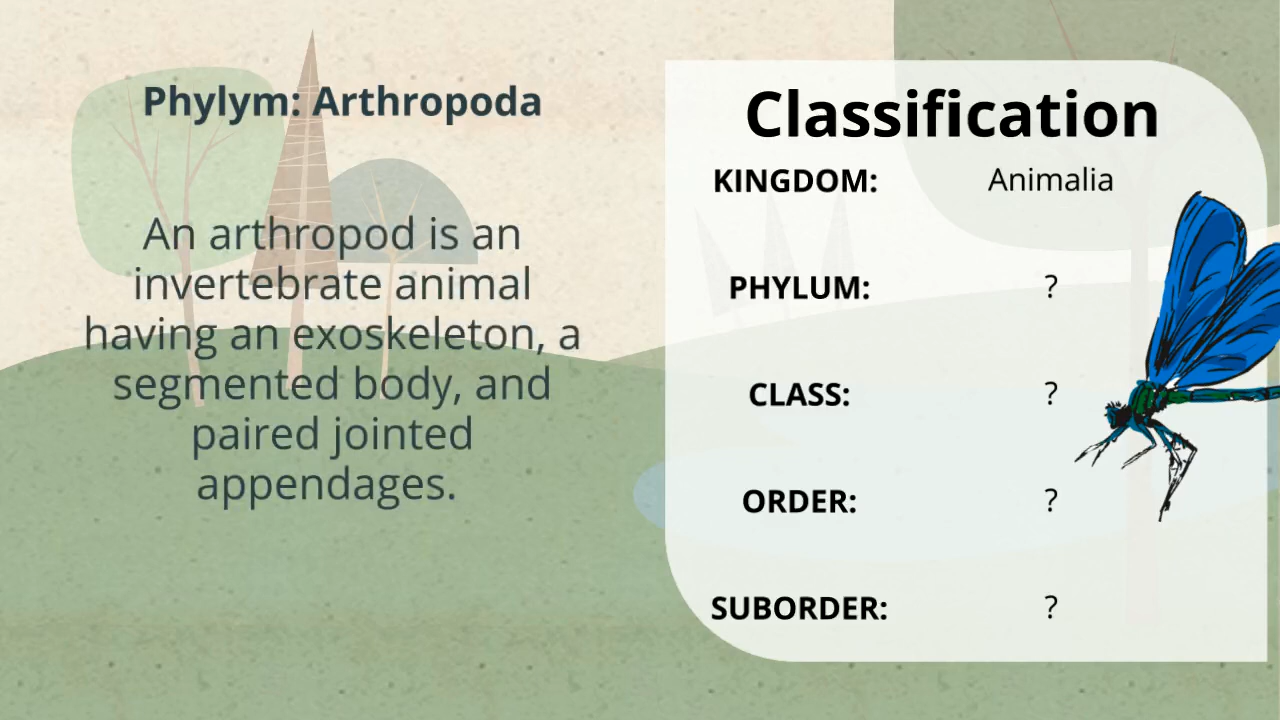 Phylym: Arthropoda
An arthropod is an
invertebrate animal
having an exoskeleton, a
segmented body, and
paired jointed
appendages.
Classification
KINGDOM: Animalia
PHYLUM: ?
CLASS: ?
ORDER: ?
SUBORDER: ?